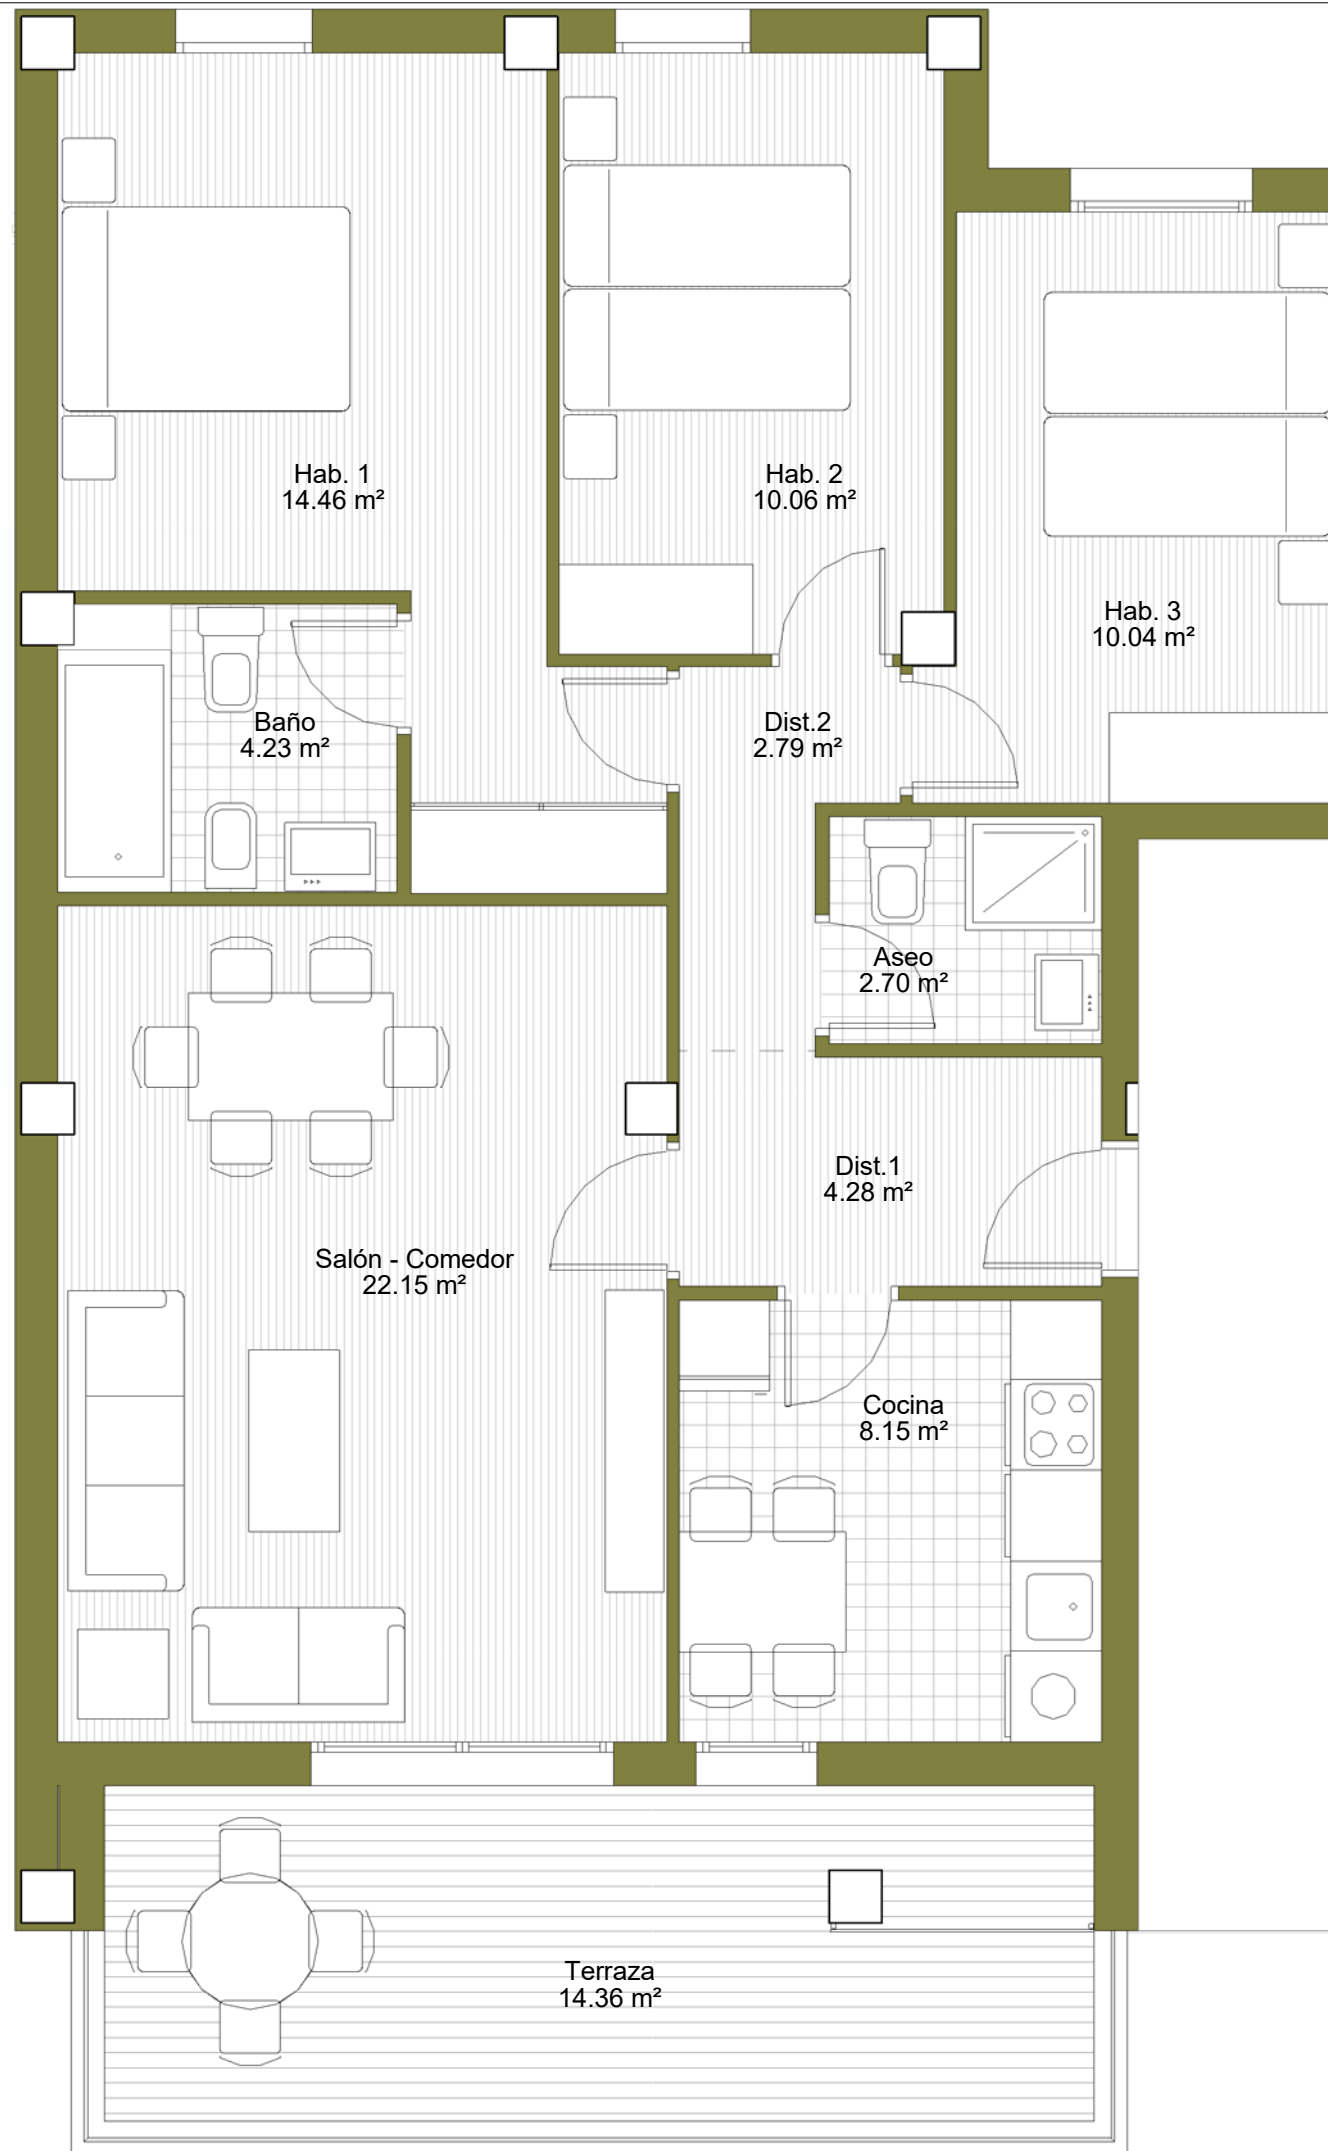 Hab. 1
14.46 m²
Hab. 2
10.06 m²
Hab. 3
10.04 m²
Baño
4.23 m²
Dist.2
2.79 m²
Aseo
2.70 m²
Dist.1
4.28 m²
Salón - Comedor
22.15 m²
Cocina
8.15 m²
Terraza
14.36 m²